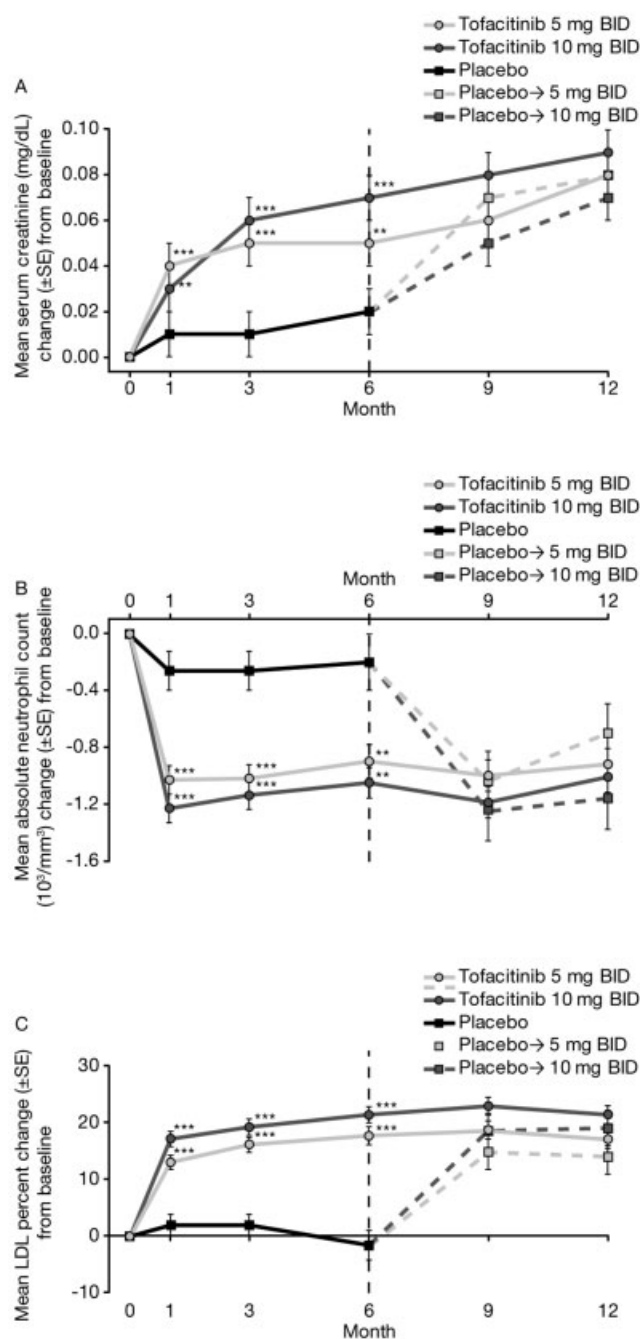 Tofacitinib 5 mg BID
Tofacitinib 10 mg BID
Placebo
Placebo→ 5 mg BID
Placebo→ 10 mg BID
A
Mean serum creatinine (mg/dL)
change (±SE) from baseline
0.10
0.08
0.06
0.04
0.02
0.00
***
**
***
***
***
**
0 1 3 6 9 12
Month
Tofacitinib 5 mg BID
Tofacitinib 10 mg BID
Placebo
Placebo→ 5 mg BID
Placebo→ 10 mg BID
B
Month
0 1 3 6 9 12
Mean absolute neutrophil count
(10³/mm³) change (±SE) from baseline
0.0
-0.4
-0.8
-1.2
-1.6
***
***
***
***
**
**
Tofacitinib 5 mg BID
Tofacitinib 10 mg BID
Placebo
Placebo→ 5 mg BID
Placebo→ 10 mg BID
C
Mean LDL percent change (±SE)
from baseline
30
20
10
0
-10
***
***
***
***
***
***
0 1 3 6 9 12
Month